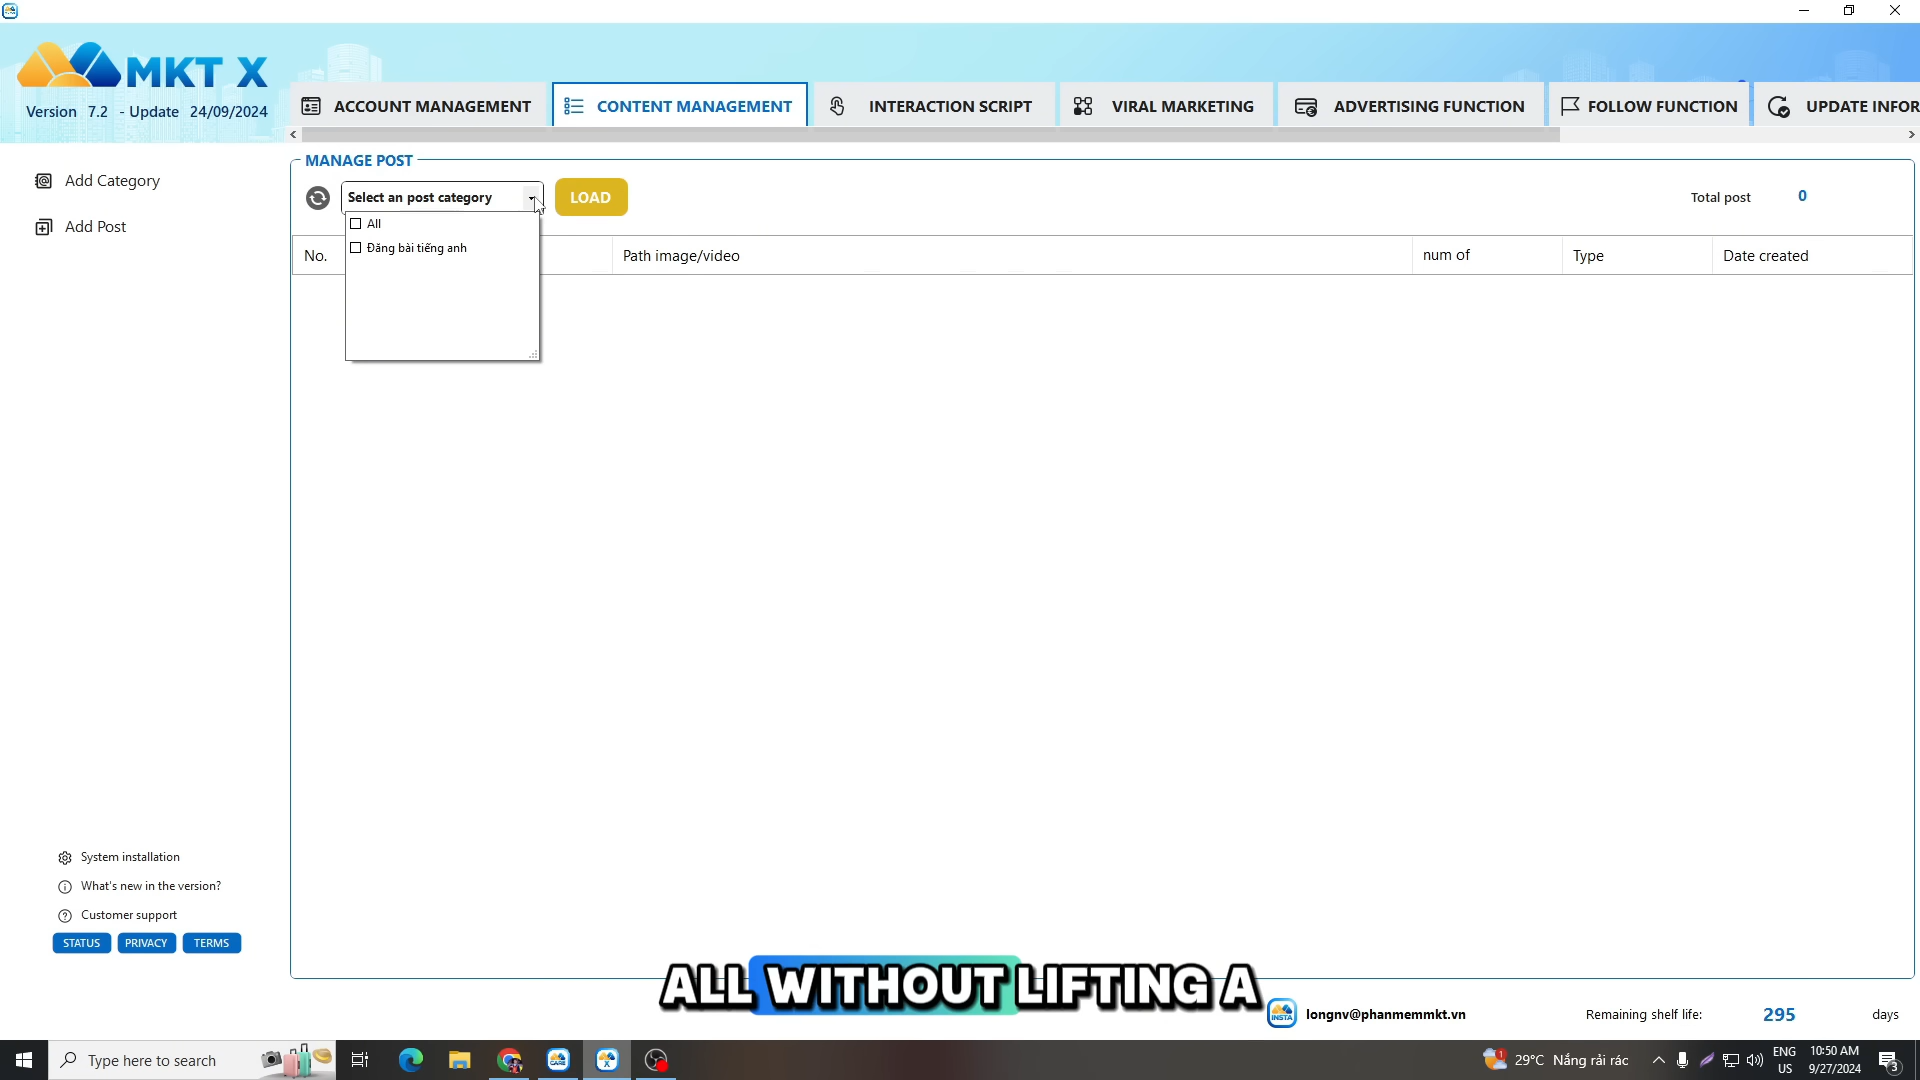 MKT X
Version 7.2 - Update 24/09/2024
ACCOUNT MANAGEMENT
CONTENT MANAGEMENT
INTERACTION SCRIPT
VIRAL MARKETING
ADVERTISING FUNCTION
FOLLOW FUNCTION
UPDATE INFOR
Add Category
Add Post
MANAGE POST
Select an post category
LOAD
Total post 0
All
Đăng bài tiếng anh
No.
Path image/video
num of
Type
Date created
System installation
What's new in the version?
Customer support
STATUS
PRIVACY
TERMS
ALL WITHOUT LIFTING A
INSTA
longnv@phanmemmkt.vn
Remaining shelf life: 295 days
Type here to search
CARE
X
1
29°C Nắng rải rác
ENG
US
10:50 AM
9/27/2024
3